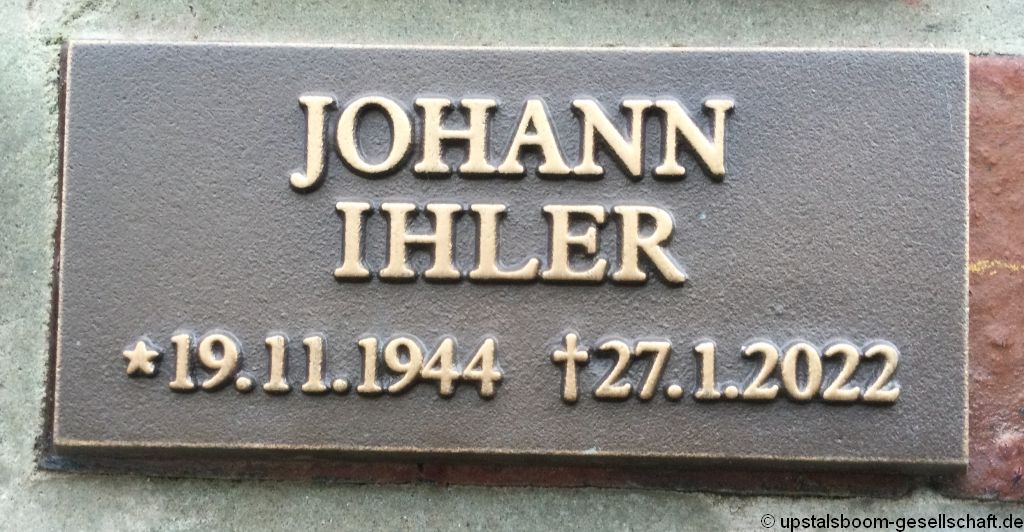 JOHANN
IHLER
★19.11.1944 †27.1.2022
© upstalsboom-gesellschaft.de